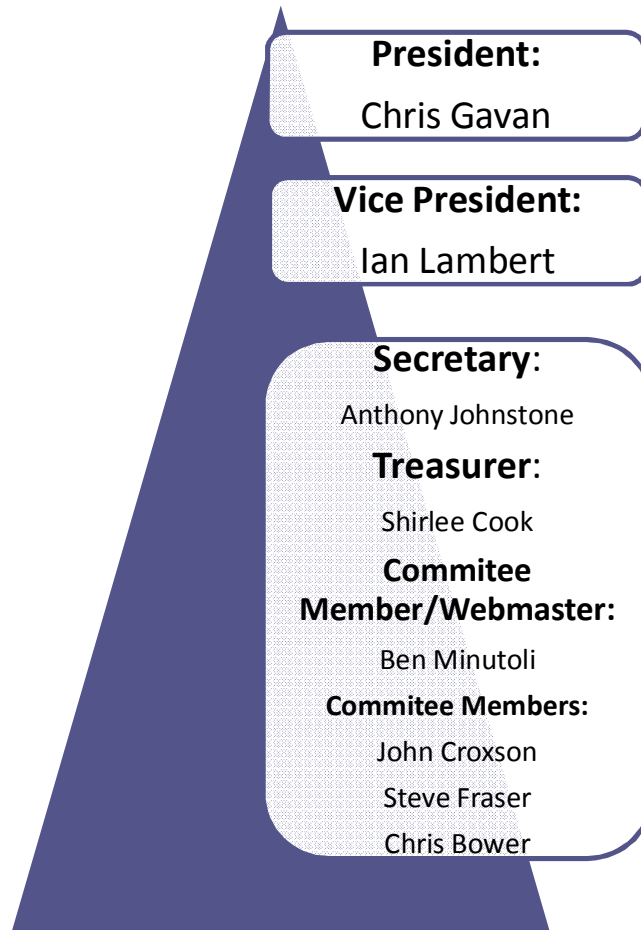 President:
Chris Gavan
Vice President:
Ian Lambert
Secretary:
Anthony Johnstone
Treasurer:
Shirlee Cook
Commitee
Member/Webmaster:
Ben Minutoli
Commitee Members:
John Croxson
Steve Fraser
Chris Bower